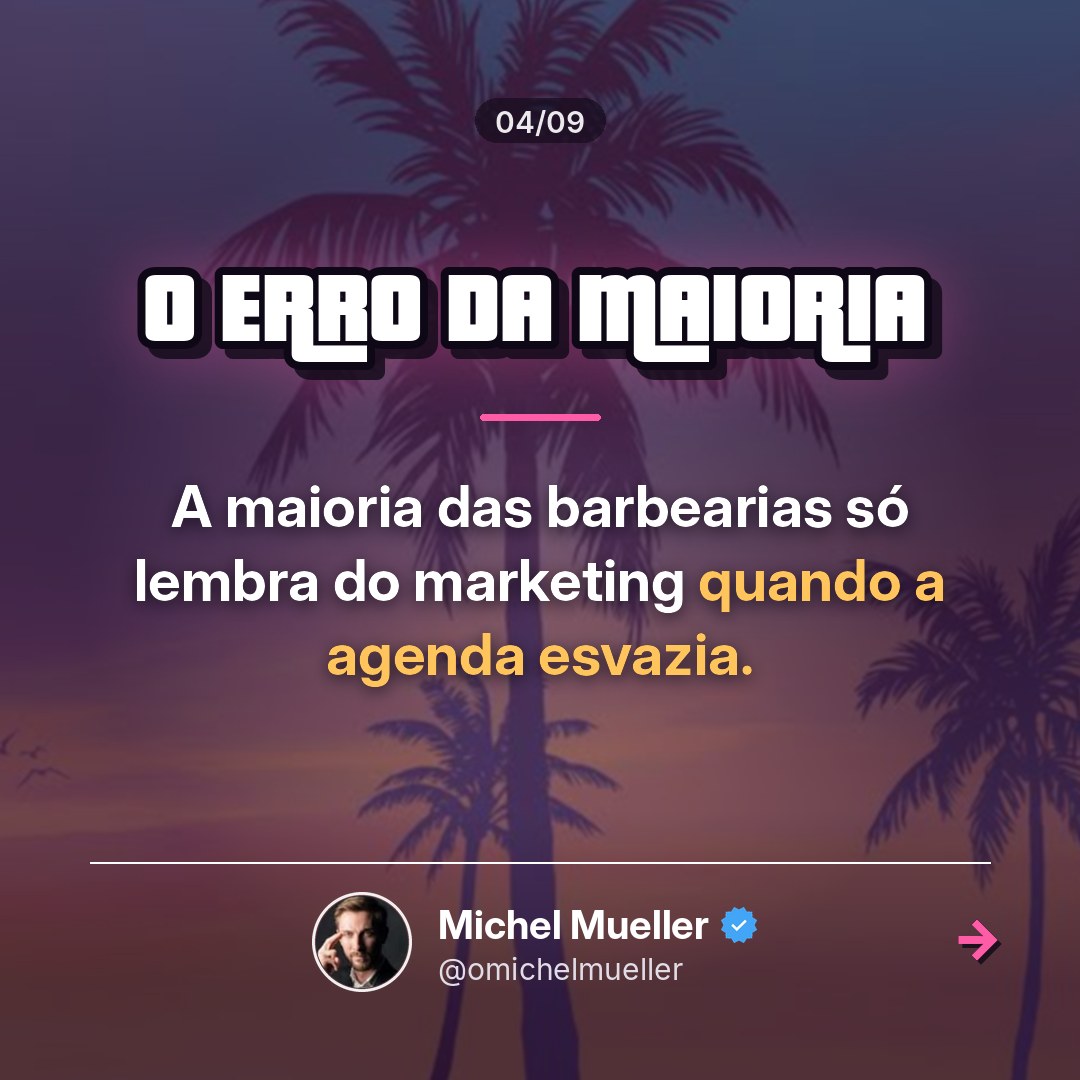 04/09
O ERRO DA MAIORIA
A maioria das barbearias só
lembra do marketing quando a
agenda esvazia.
Michel Mueller
@omichelmueller